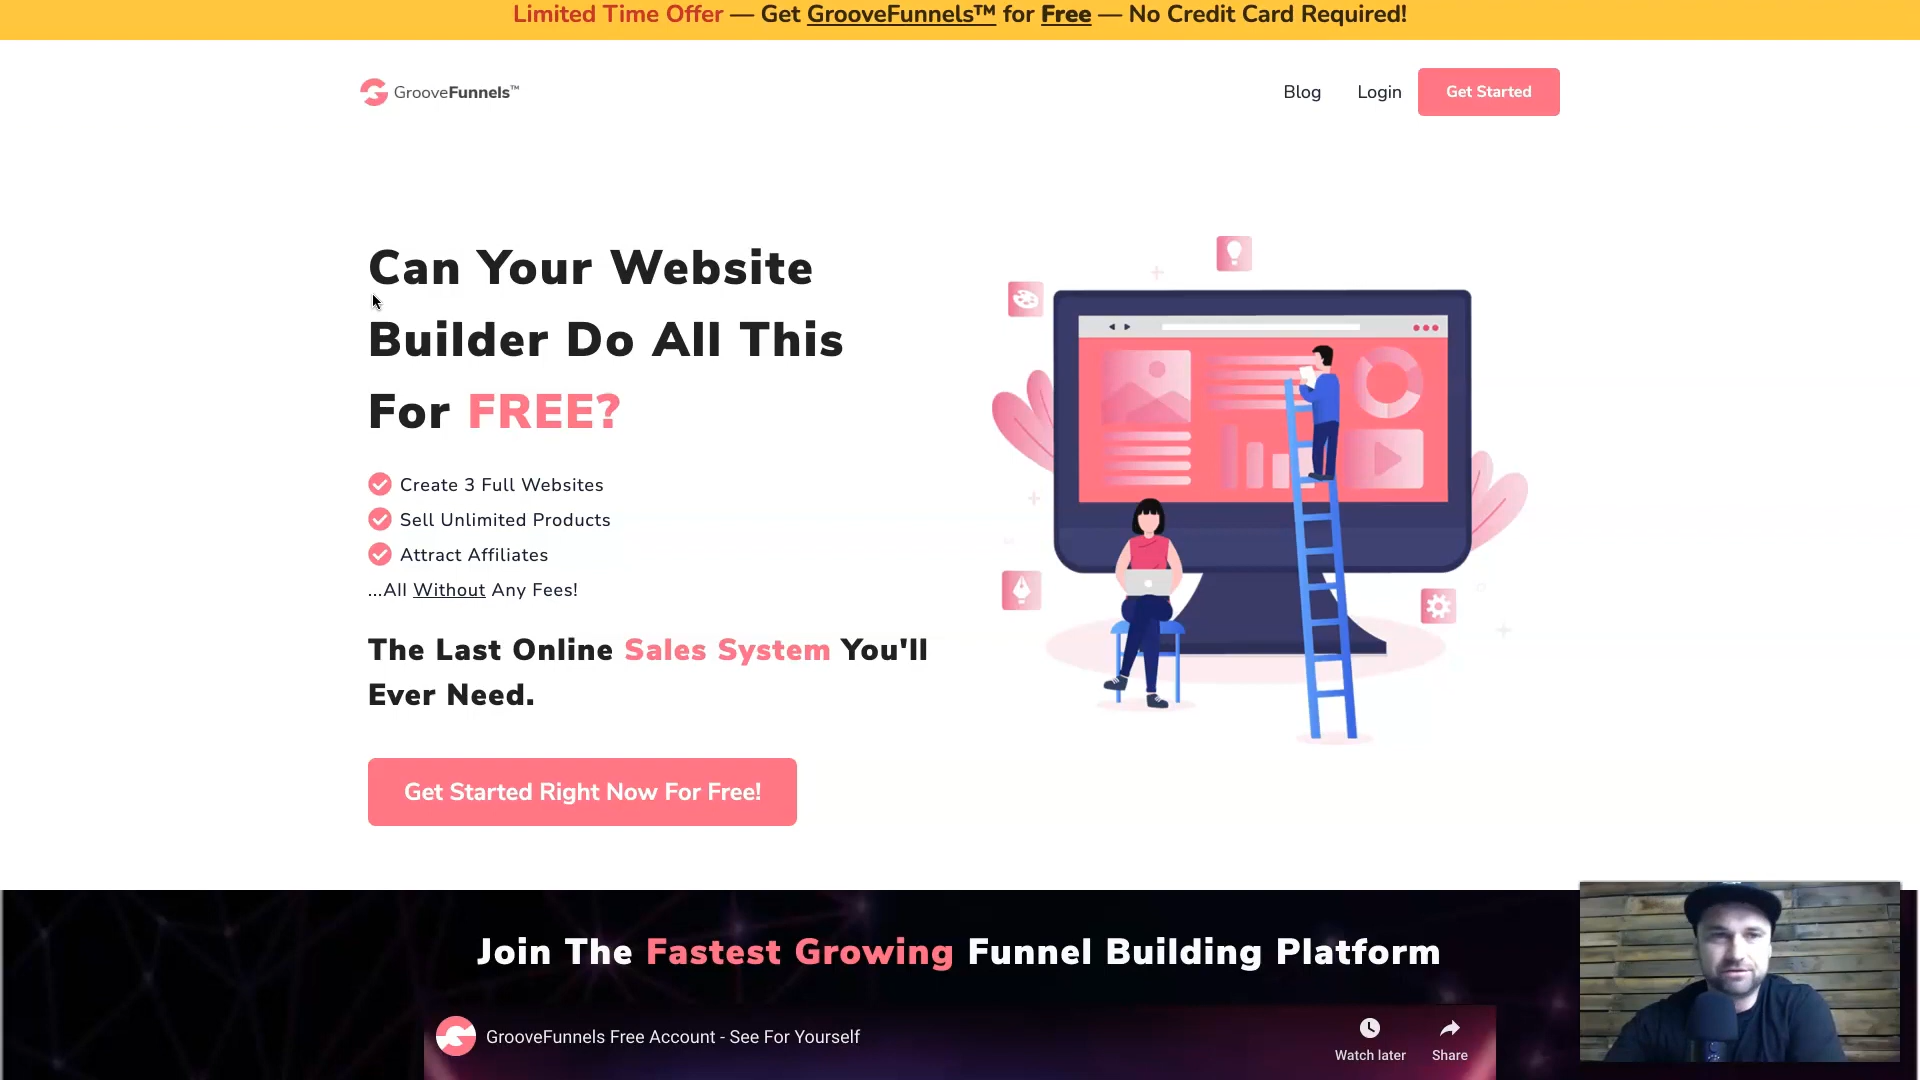 Limited Time Offer — Get GrooveFunnels™ for Free — No Credit Card Required!
GrooveFunnels™
Blog
Login
Get Started
Can Your Website
Builder Do All This
For FREE?
Create 3 Full Websites
Sell Unlimited Products
Attract Affiliates
...All Without Any Fees!
The Last Online Sales System You'll
Ever Need.
Get Started Right Now For Free!
Join The Fastest Growing Funnel Building Platform
GrooveFunnels Free Account - See For Yourself
Watch later
Share